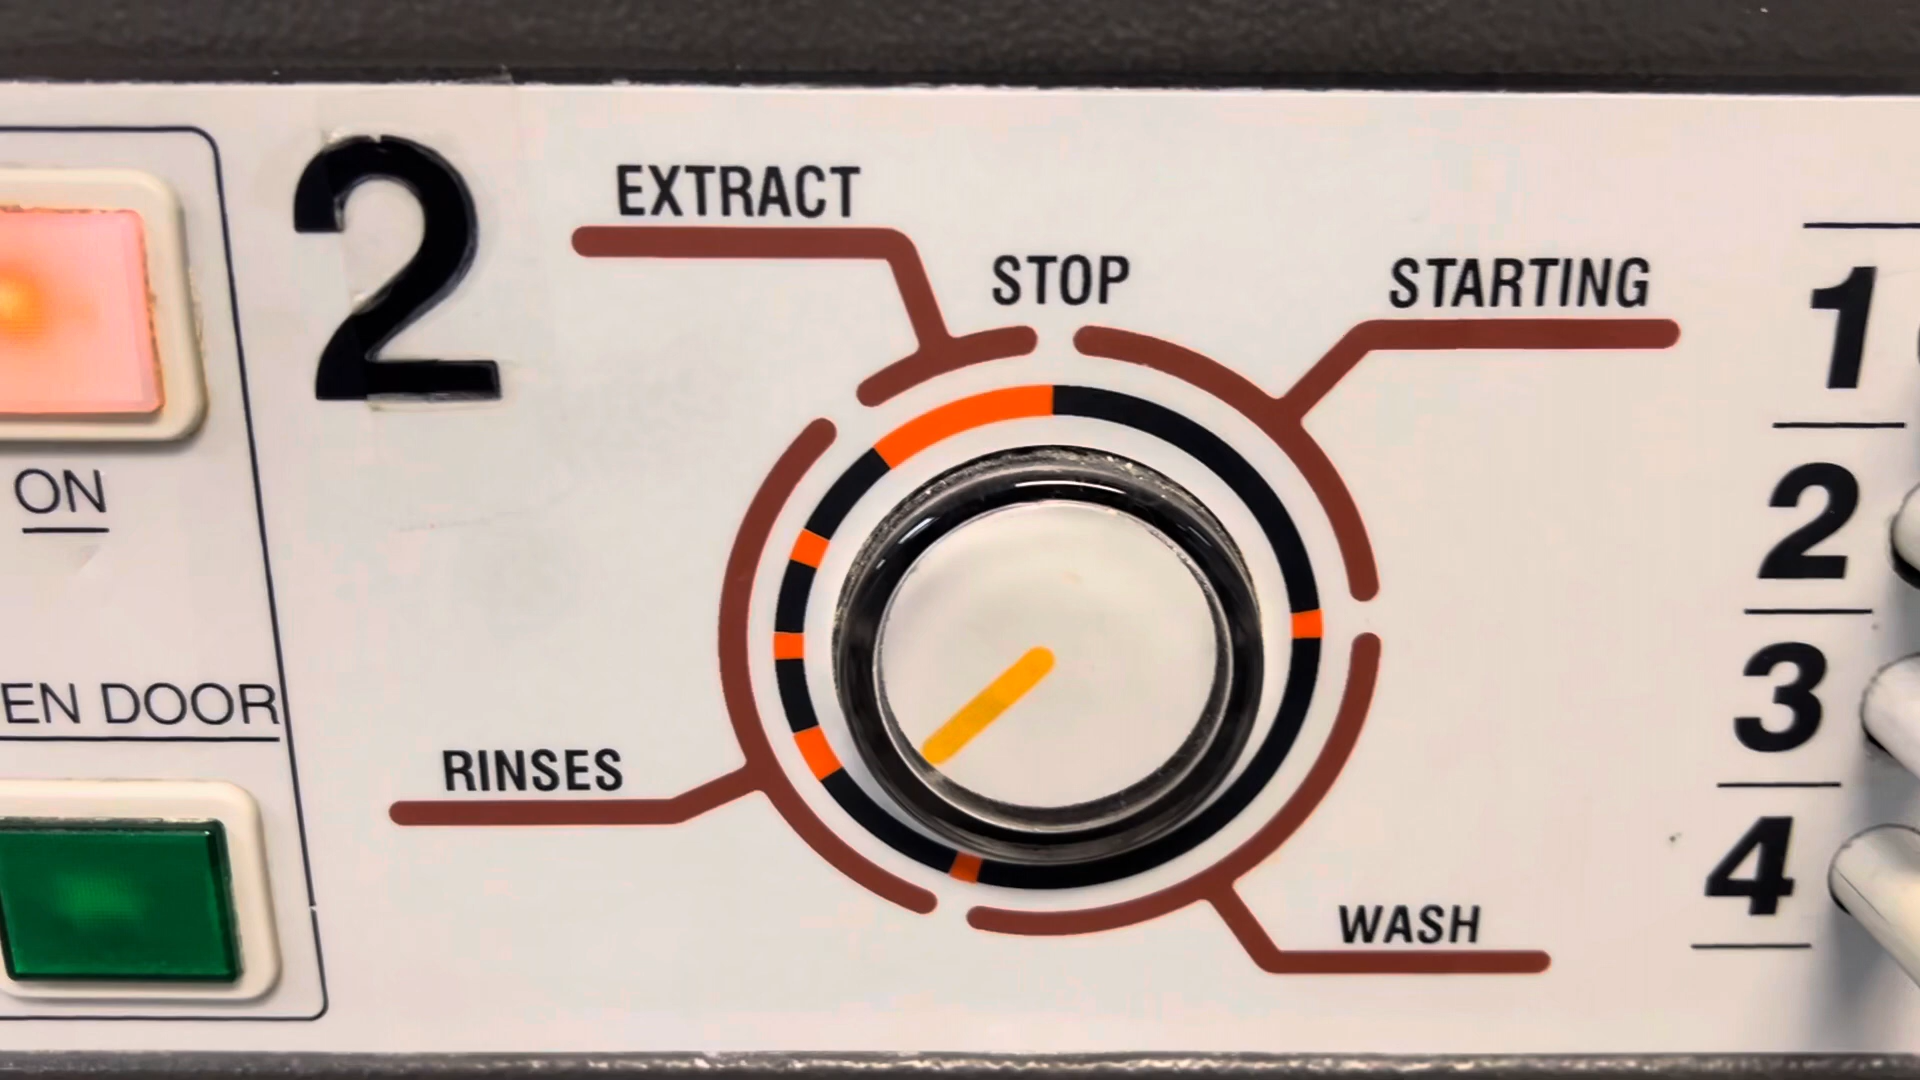 2
EXTRACT
STOP
STARTING
ON
EN DOOR
RINSES
WASH
1
2
3
4